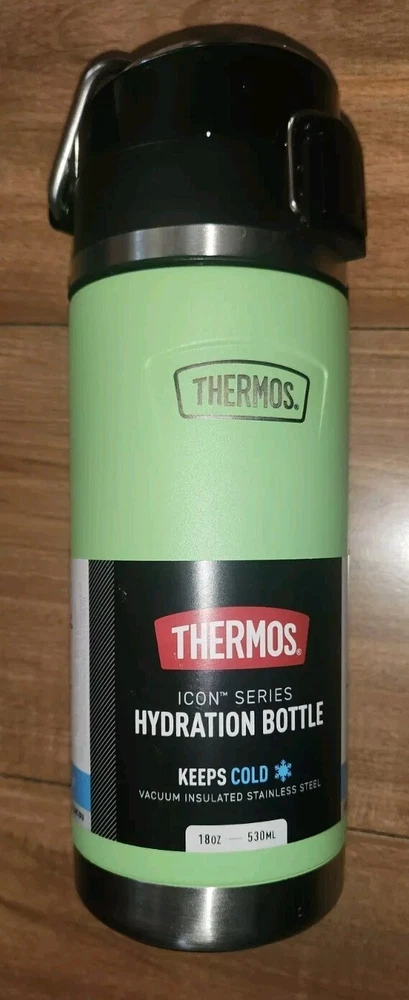 THERMOS®
THERMOS®
ICON™ SERIES
HYDRATION BOTTLE
KEEPS COLD
VACUUM INSULATED STAINLESS STEEL
18OZ — 530ML